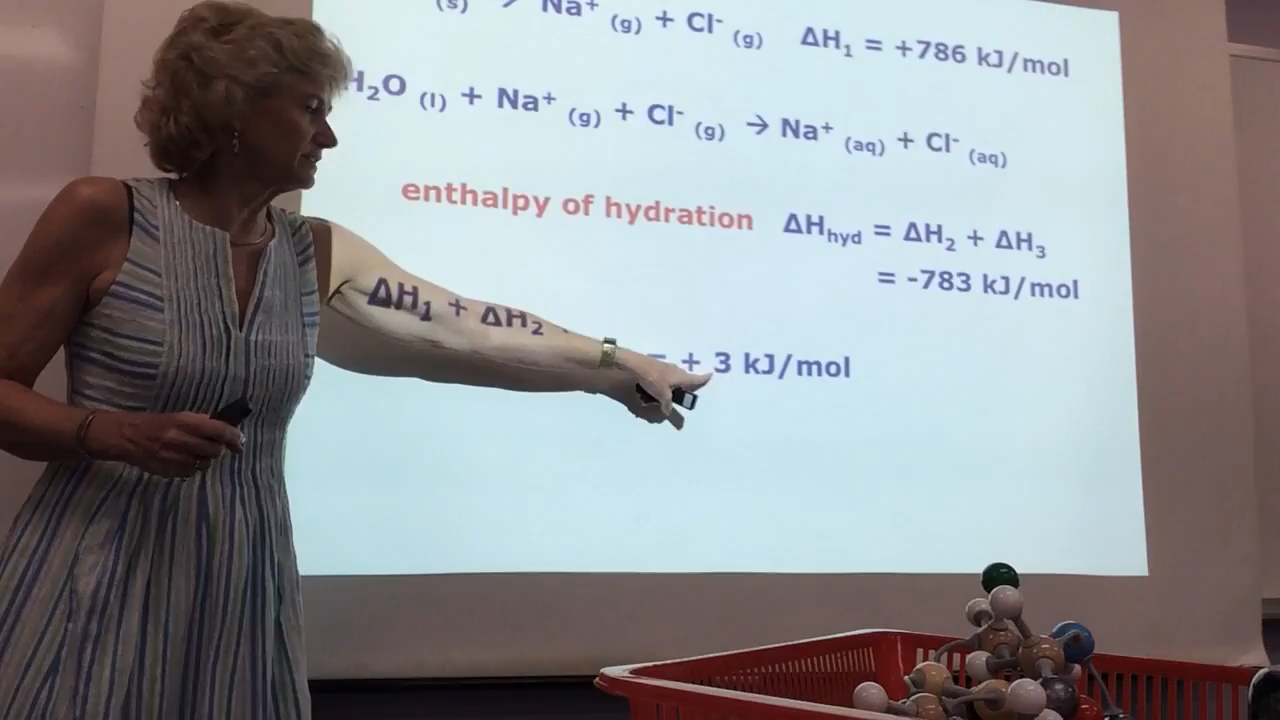 (s) → Na⁺ (g) + Cl⁻ (g) ΔH₁ = +786 kJ/mol
H₂O (l) + Na⁺ (g) + Cl⁻ (g) → Na⁺ (aq) + Cl⁻ (aq)
enthalpy of hydration ΔHhyd = ΔH₂ + ΔH₃
= -783 kJ/mol
ΔH₁ + ΔH₂
= + 3 kJ/mol